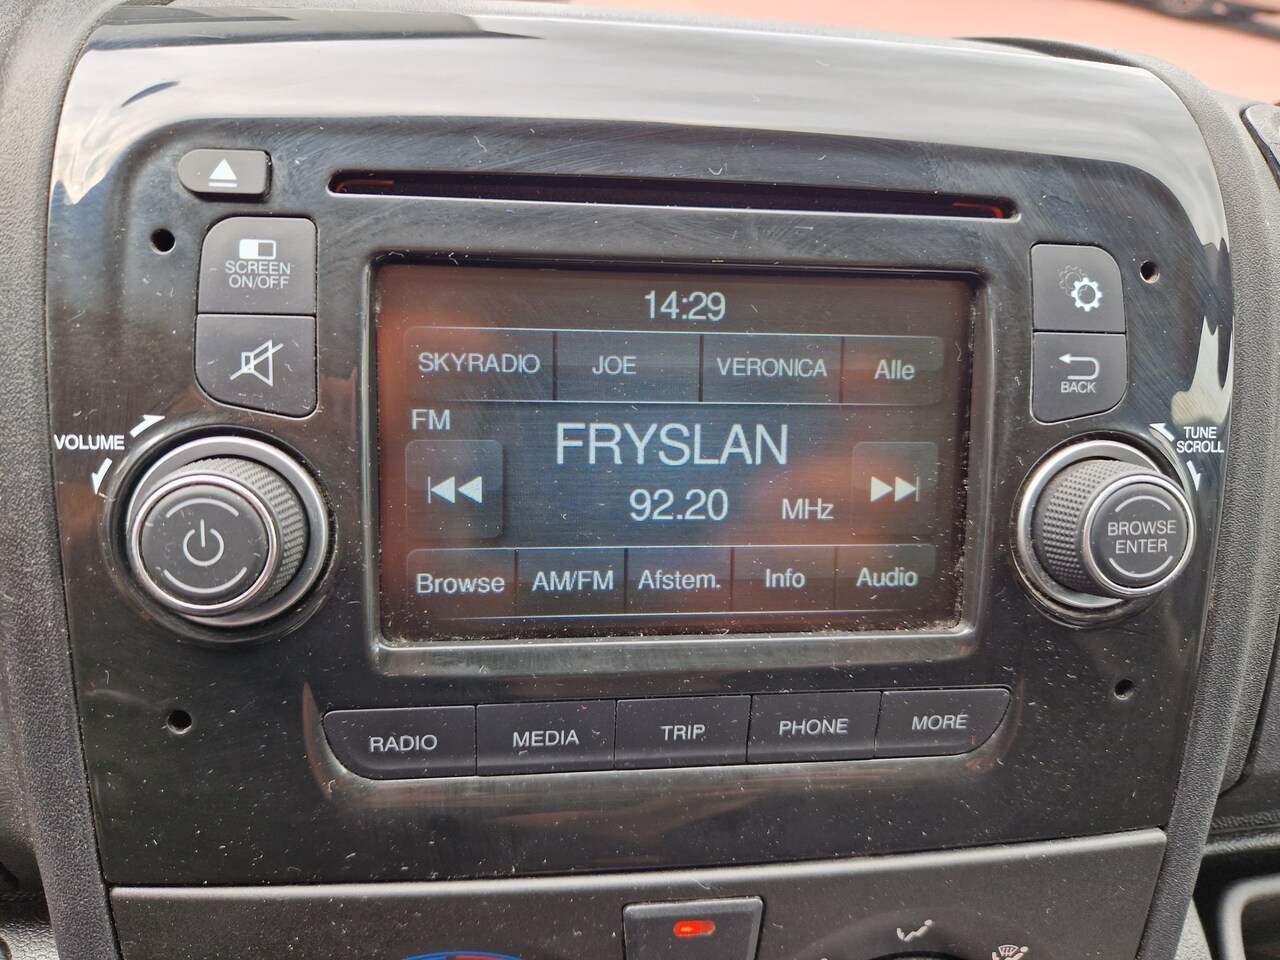 SCREEN
ON/OFF
14:29
SKYRADIO JOE VERONICA Alle
BACK
FM
FRYSLAN
VOLUME
TUNE
SCROLL
92.20 MHz
BROWSE
ENTER
Browse AM/FM Afstem. Info Audio
RADIO MEDIA TRIP PHONE MORE